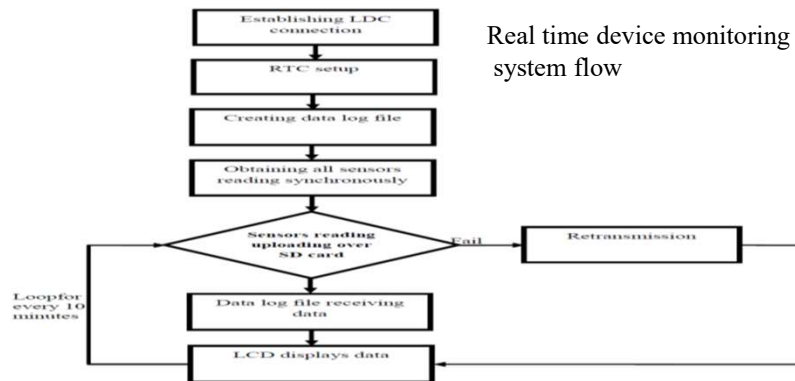 Establishing LDC
connection
Real time device monitoring
system flow
RTC setup
Creating data log file
Obtaining all sensors
reading synchronously
Sensors reading
uploading over
SD card
Fail
Retransmission
Loopfor
every 10
minutes
Data log file receiving
data
LCD displays data